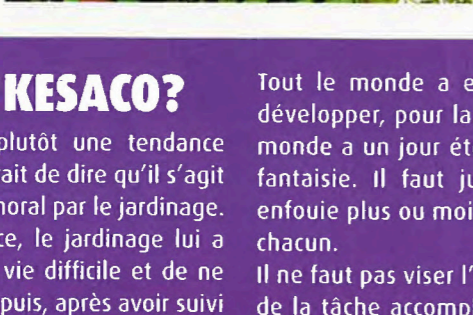 KESACO?
plutôt une tendance
ait de dire qu'il s'agit
noral par le jardinage.
ce, le jardinage lui a
vie difficile et de ne
puis, après avoir suivi
Tout le monde a e
développer, pour la
monde a un jour ét
fantaisie. Il faut ju
enfouie plus ou moi
chacun.
Il ne faut pas viser l'
de la tâche accomp